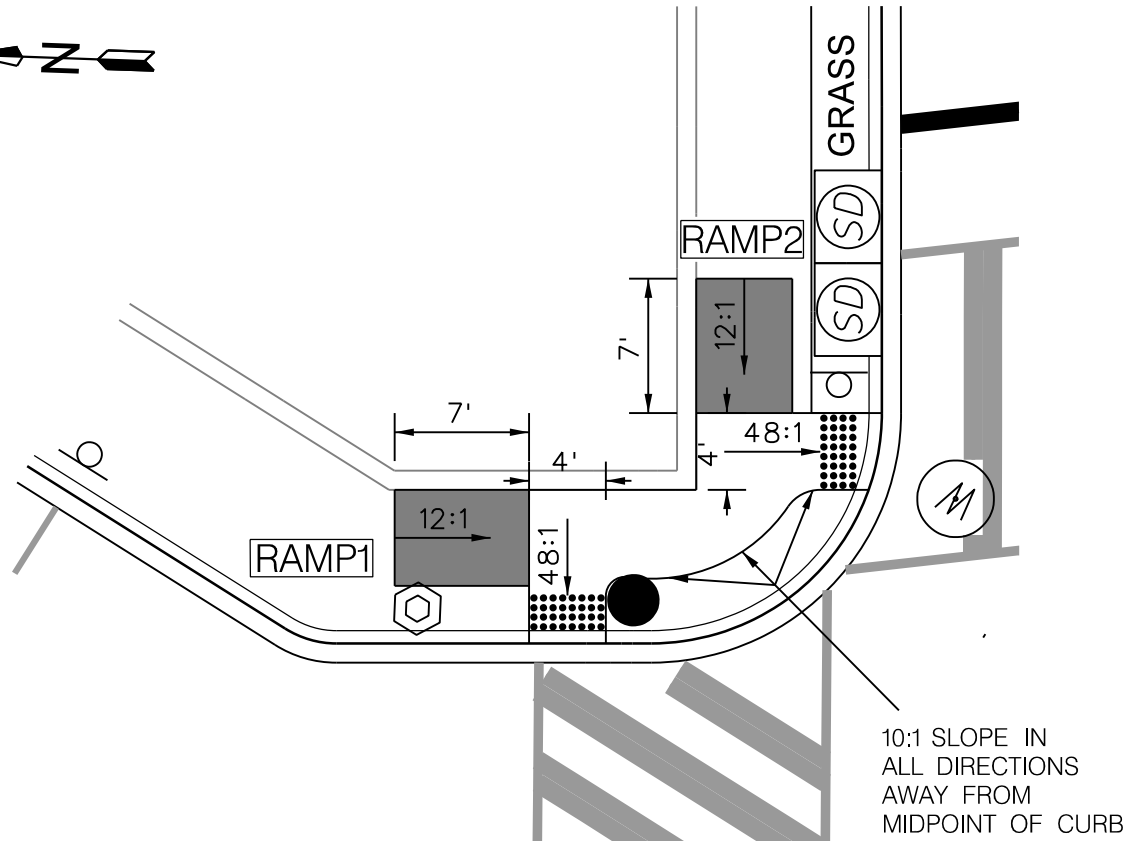 N
GRASS
SD
RAMP2
SD
12:1
7'
7'
48:1
4'
4'
12:1
48:1
RAMP1
M
10:1 SLOPE IN
ALL DIRECTIONS
AWAY FROM
MIDPOINT OF CURB